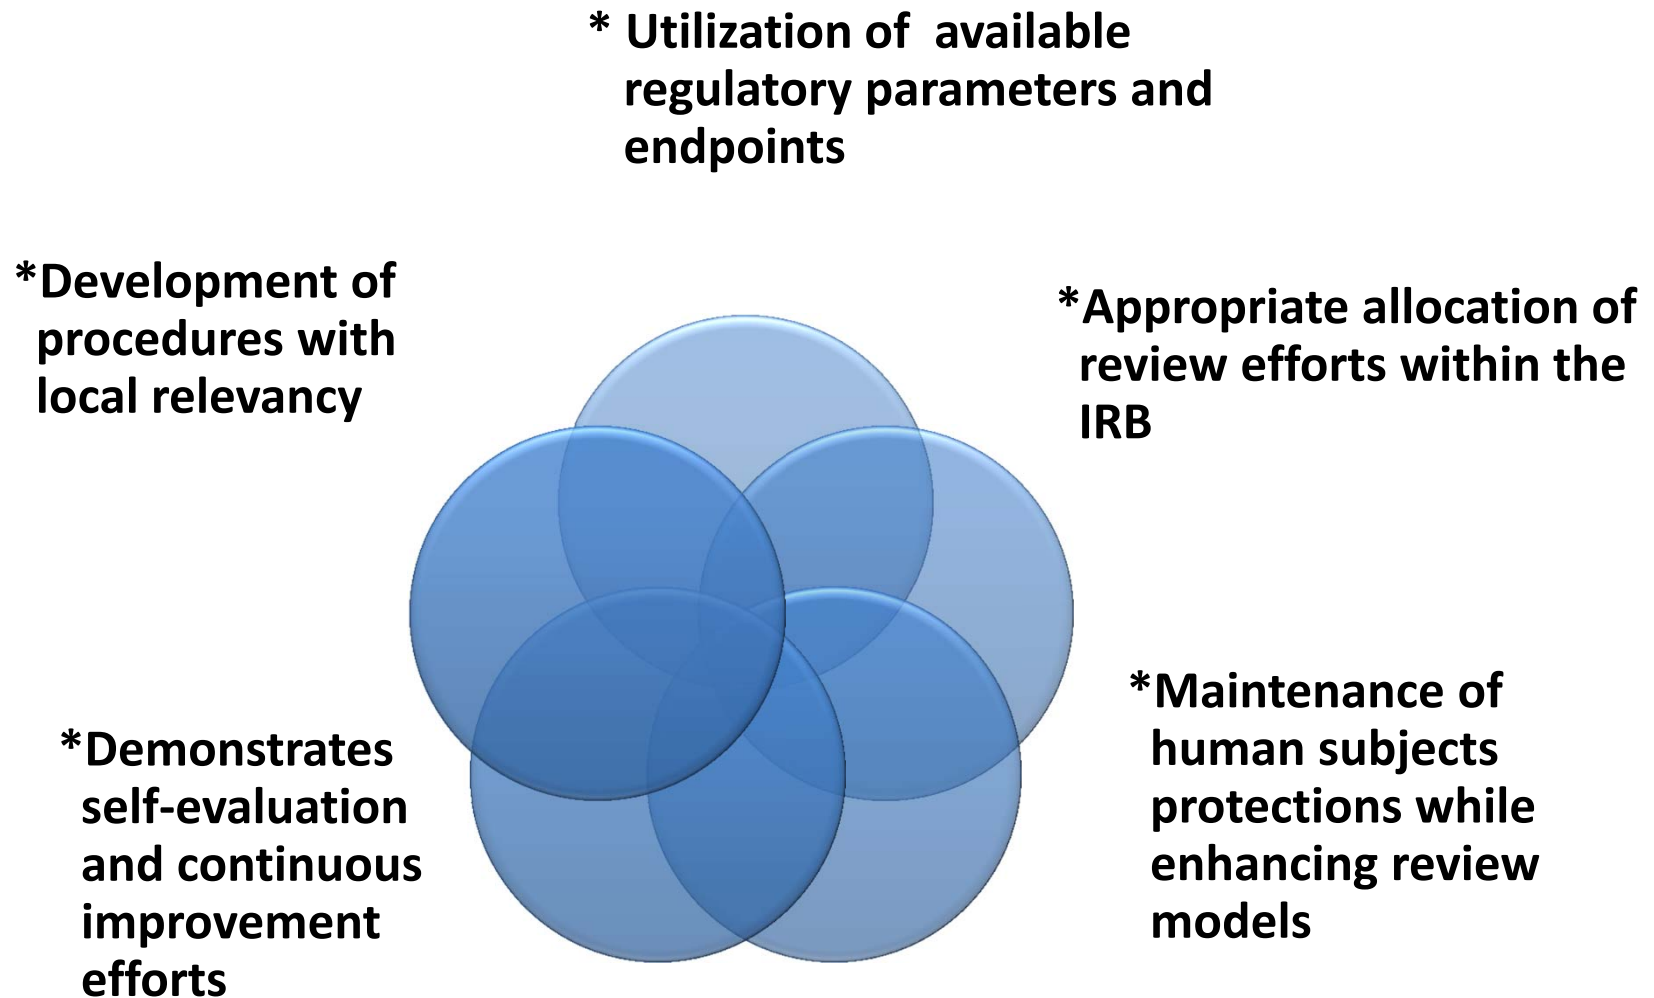 * Utilization of  available
regulatory parameters and
endpoints
*Development of
procedures with
local relevancy
*Appropriate allocation of
review efforts within the
IRB
*Maintenance of
human subjects
protections while
enhancing review
models
*Demonstrates
self-evaluation
and continuous
improvement
efforts